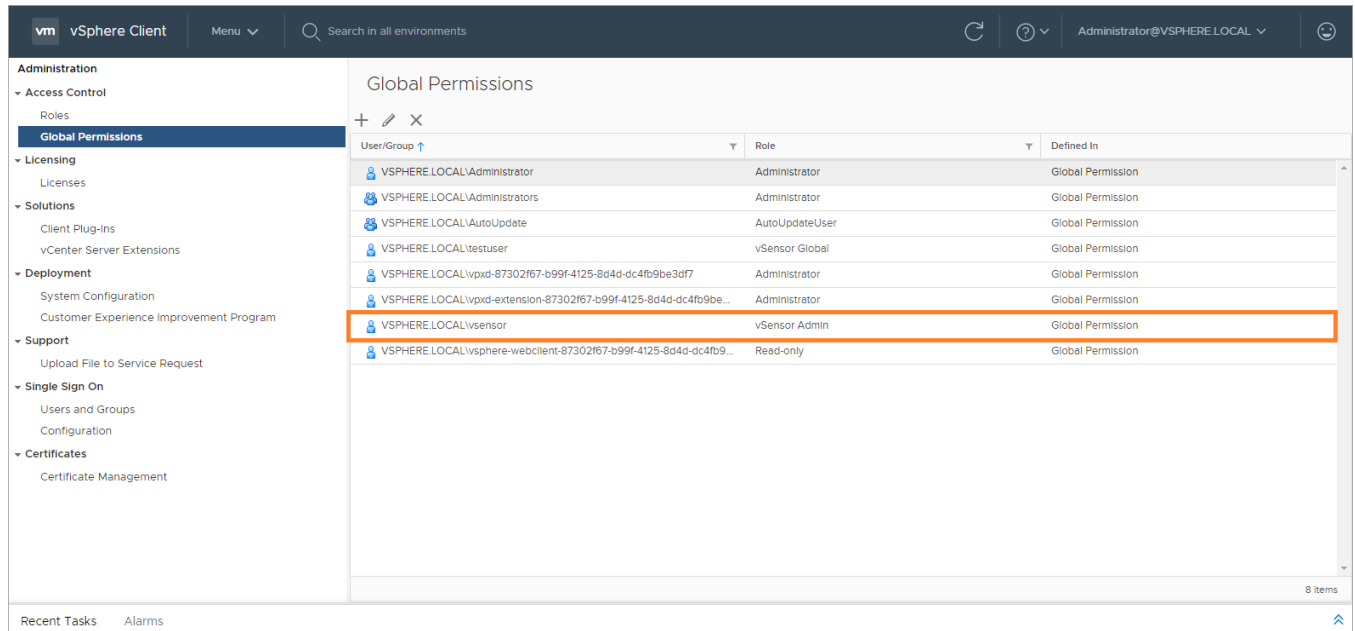 vm vSphere Client Menu Search in all environments Administrator@VSPHERE.LOCAL
Administration
Access Control
Roles
Global Permissions
Licensing
Licenses
Solutions
Client Plug-Ins
vCenter Server Extensions
Deployment
System Configuration
Customer Experience Improvement Program
Support
Upload File to Service Request
Single Sign On
Users and Groups
Configuration
Certificates
Certificate Management
Global Permissions
User/Group Role Defined In
VSPHERE.LOCAL\Administrator Administrator Global Permission
VSPHERE.LOCAL\Administrators Administrator Global Permission
VSPHERE.LOCAL\AutoUpdate AutoUpdateUser Global Permission
VSPHERE.LOCAL\testuser vSensor Global Global Permission
VSPHERE.LOCAL\vpxd-87302f67-b99f-4125-8d4d-dc4fb9be3df7 Administrator Global Permission
VSPHERE.LOCAL\vpxd-extension-87302f67-b99f-4125-8d4d-dc4fb9be... Administrator Global Permission
VSPHERE.LOCAL\vsensor vSensor Admin Global Permission
VSPHERE.LOCAL\vsphere-webclient-87302f67-b99f-4125-8d4d-dc4fb9... Read-only Global Permission
8 items
Recent Tasks Alarms